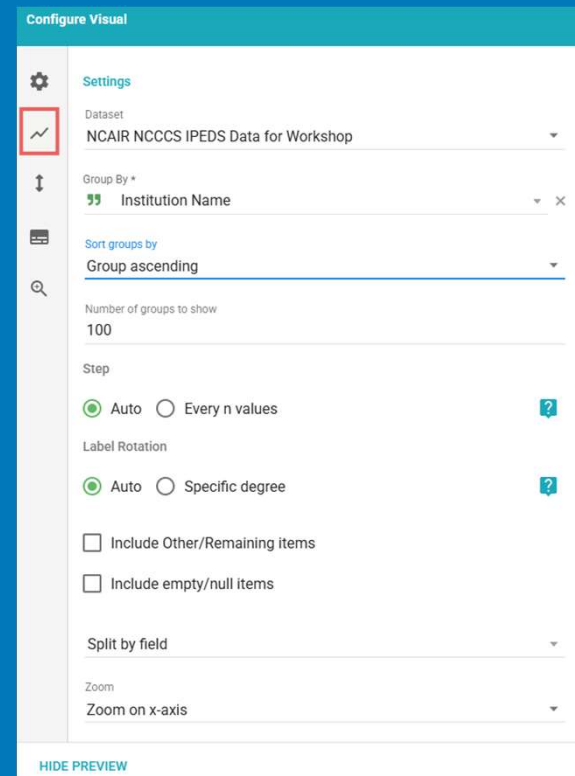 Configure Visual
Settings
Dataset
NCAIR NCCCS IPEDS Data for Workshop
Group By *
Institution Name
Sort groups by
Group ascending
Number of groups to show
100
Step
Auto Every n values
Label Rotation
Auto Specific degree
Include Other/Remaining items
Include empty/null items
Split by field
Zoom
Zoom on x-axis
HIDE PREVIEW